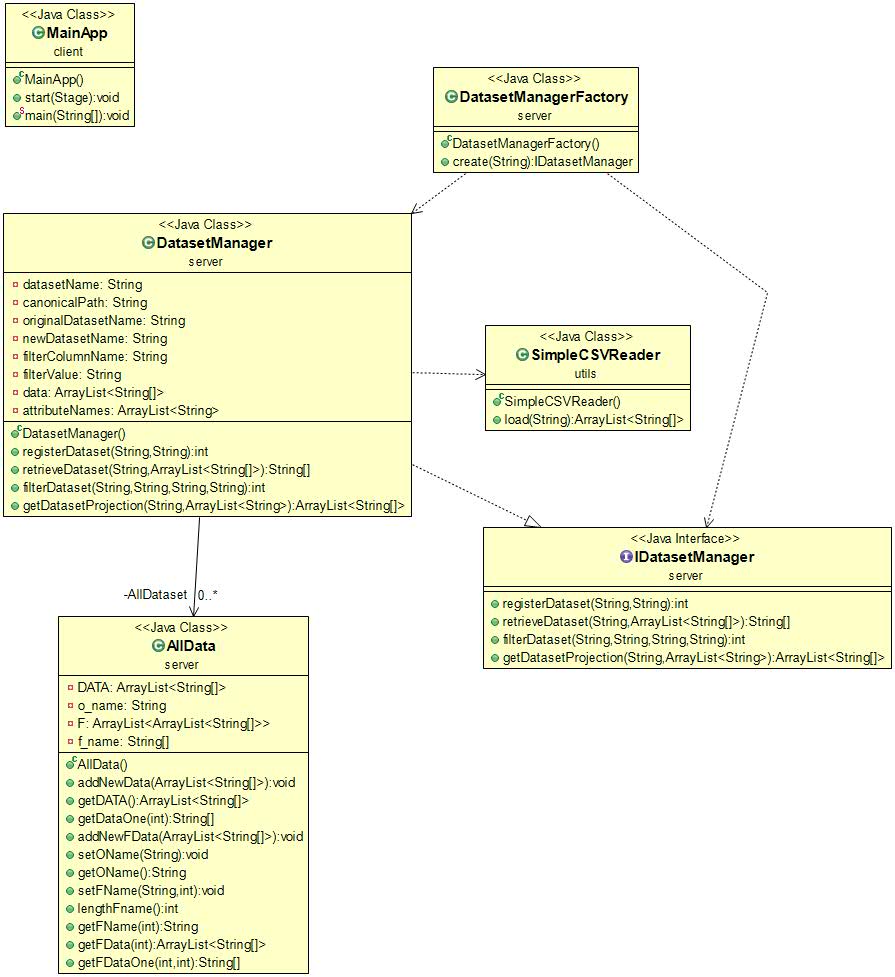 <<Java Class>>
MainApp
client
MainApp()
start(Stage):void
main(String[]):void
<<Java Class>>
DatasetManagerFactory
server
DatasetManagerFactory()
create(String):IDatasetManager
<<Java Class>>
DatasetManager
server
datasetName: String
canonicalPath: String
originalDatasetName: String
newDatasetName: String
filterColumnName: String
filterValue: String
data: ArrayList<String[]>
attributeNames: ArrayList<String>
DatasetManager()
registerDataset(String,String):int
retrieveDataset(String,ArrayList<String[]>):String[]
filterDataset(String,String,String,String):int
getDatasetProjection(String,ArrayList<String>):ArrayList<String[]>
<<Java Class>>
SimpleCSVReader
utils
SimpleCSVReader()
load(String):ArrayList<String[]>
<<Java Interface>>
IDatasetManager
server
registerDataset(String,String):int
retrieveDataset(String,ArrayList<String[]>):String[]
filterDataset(String,String,String,String):int
getDatasetProjection(String,ArrayList<String>):ArrayList<String[]>
-AllDataset 0..*
<<Java Class>>
AllData
server
DATA: ArrayList<String[]>
o_name: String
F: ArrayList<ArrayList<String[]>>
f_name: String[]
AllData()
addNewData(ArrayList<String[]>):void
getDATA():ArrayList<String[]>
getDataOne(int):String[]
addNewFData(ArrayList<String[]>):void
setOName(String):void
getOName():String
setFName(String,int):void
lengthFname():int
getFName(int):String
getFData(int):ArrayList<String[]>
getFDataOne(int,int):String[]